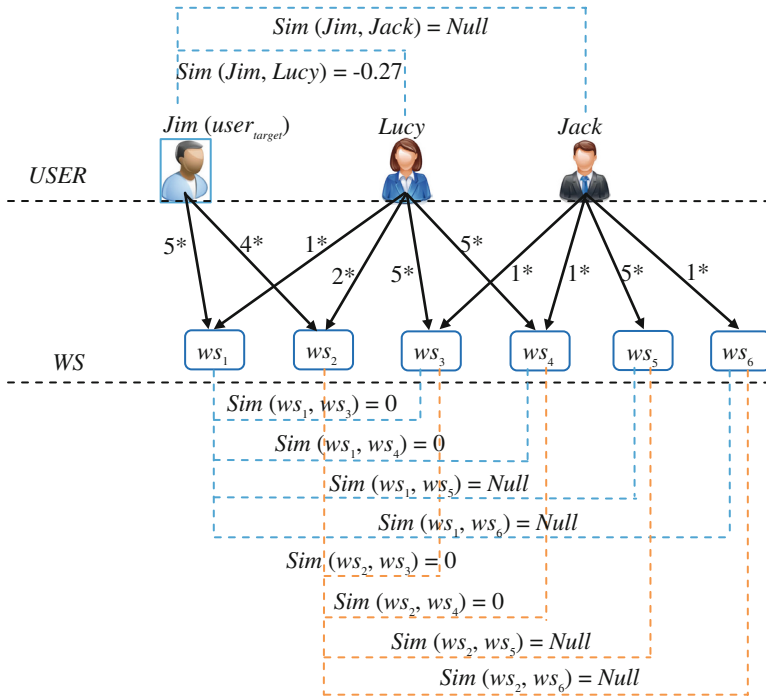 Sim (Jim, Jack) = Null
Sim (Jim, Lucy) = -0.27
Jim (user_target)
Lucy
Jack
USER
5*
4*
1*
2*
5*
5*
1*
1*
5*
1*
ws₁
ws₂
ws₃
ws₄
ws₅
ws₆
WS
Sim (ws₁, ws₃) = 0
Sim (ws₁, ws₄) = 0
Sim (ws₁, ws₅) = Null
Sim (ws₁, ws₆) = Null
Sim (ws₂, ws₃) = 0
Sim (ws₂, ws₄) = 0
Sim (ws₂, ws₅) = Null
Sim (ws₂, ws₆) = Null